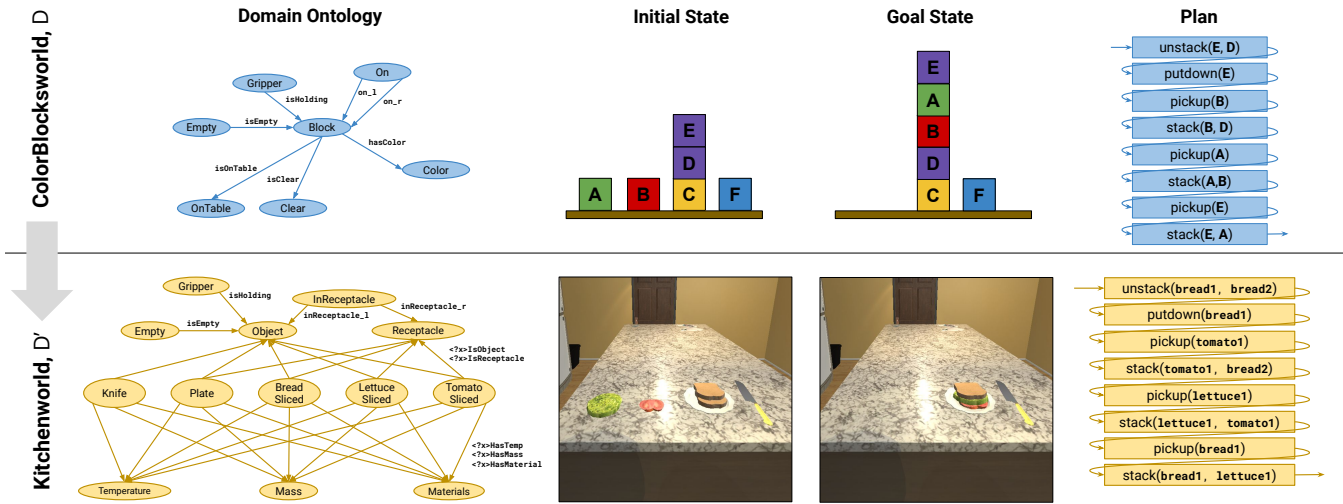 Domain Ontology
Initial State
Goal State
Plan
ColorBlocksworld, D
Gripper
On
isHolding
on_l
on_r
Empty
isEmpty
Block
hasColor
Color
isOnTable
isClear
OnTable
Clear
E
D
A
B
C
F
E
A
B
D
C
F
unstack(E, D)
putdown(E)
pickup(B)
stack(B, D)
pickup(A)
stack(A,B)
pickup(E)
stack(E, A)
Kitchenworld, D'
Gripper
isHolding
InReceptacle
inReceptacle_r
inReceptacle_l
Empty
isEmpty
Object
Receptacle
<?x>IsObject
<?x>IsReceptacle
Knife
Plate
Bread
Sliced
Lettuce
Sliced
Tomato
Sliced
<?x>HasTemp
<?x>HasMass
<?x>HasMaterial
Temperature
Mass
Materials
unstack(bread1, bread2)
putdown(bread1)
pickup(tomato1)
stack(tomato1, bread2)
pickup(lettuce1)
stack(lettuce1, tomato1)
pickup(bread1)
stack(bread1, lettuce1)